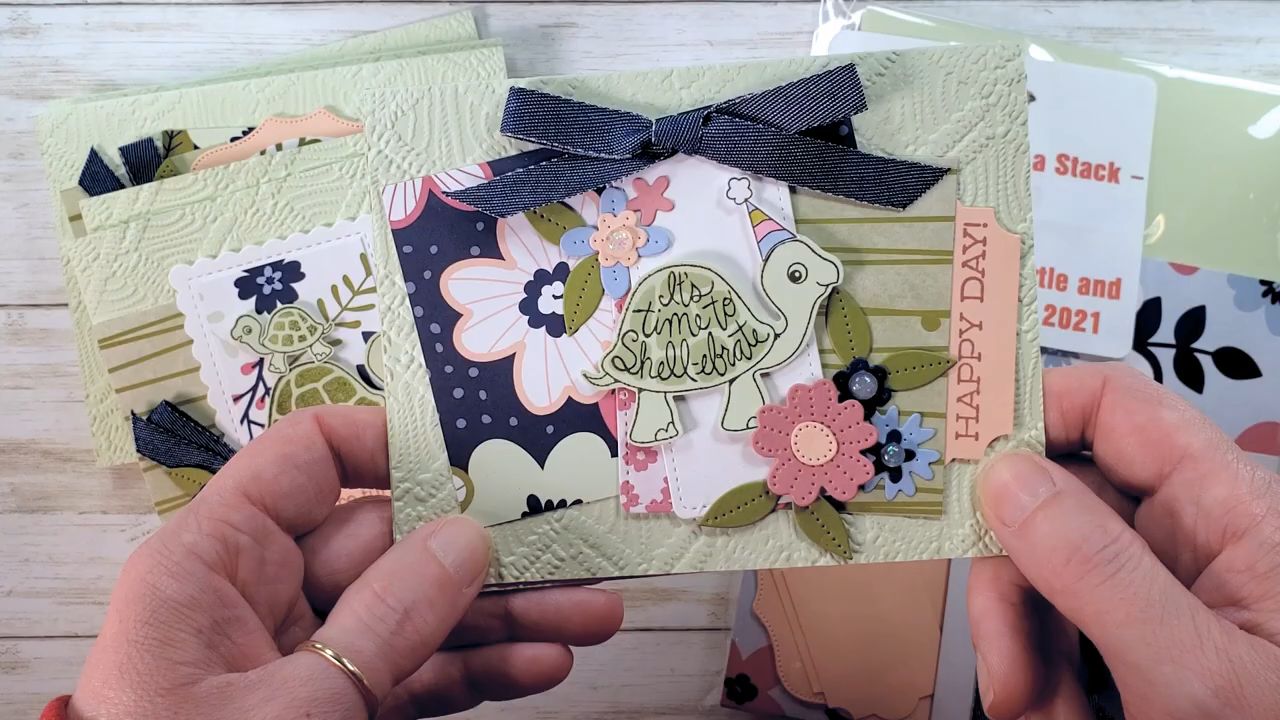 It's
time to
Shell-ebrate
HAPPY DAY!
a Stack –
tle and
2021